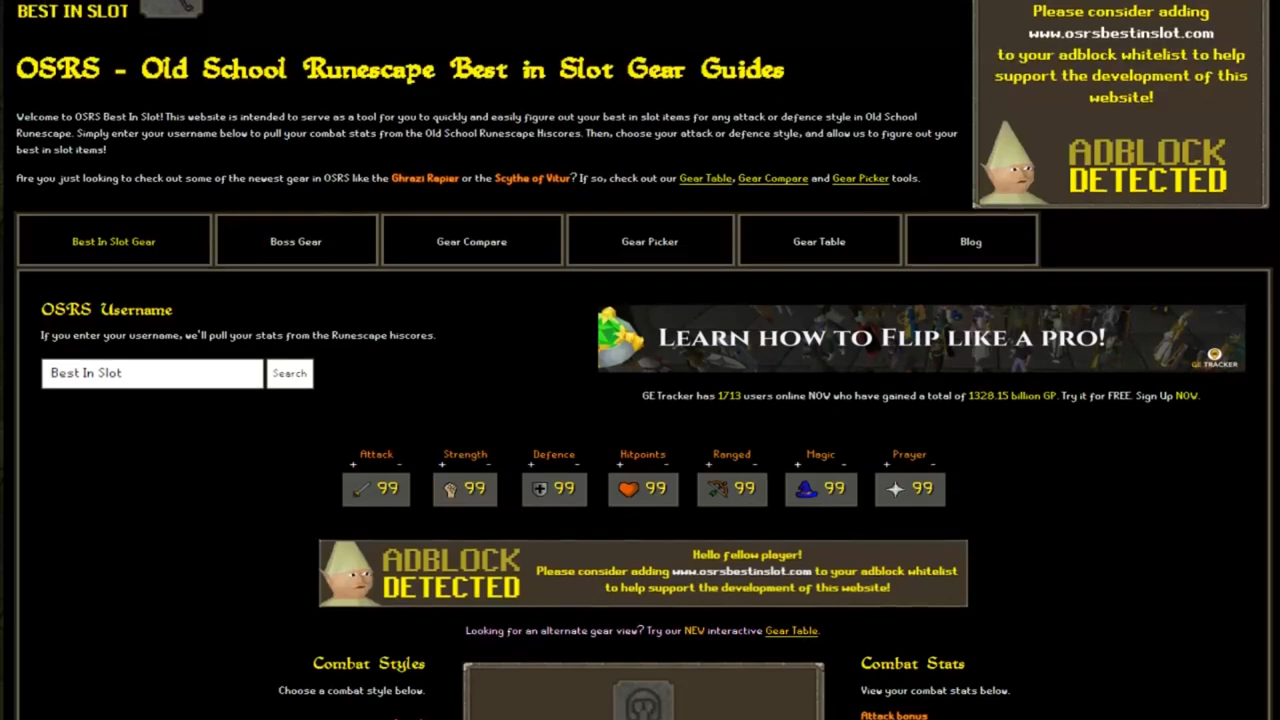 BEST IN SLOT
Please consider adding
www.osrsbestinslot.com
to your adblock whitelist to help
support the development of this
website!
ADBLOCK
DETECTED
OSRS - Old School Runescape Best in Slot Gear Guides
Welcome to OSRS Best In Slot! This website is intended to serve as a tool for you to quickly and easily figure out your best in slot items for any attack or defence style in Old School
Runescape. Simply enter your username below to pull your combat stats from the Old School Runescape Hiscores. Then, choose your attack or defence style, and allow us to figure out your
best in slot items!
Are you just looking to check out some of the newest gear in OSRS like the Ghrazi Rapier or the Scythe of Vitur? If so, check out our Gear Table, Gear Compare and Gear Picker tools.
Best In Slot Gear
Boss Gear
Gear Compare
Gear Picker
Gear Table
Blog
OSRS Username
If you enter your username, we'll pull your stats from the Runescape hiscores.
Best In Slot
Search
LEARN HOW TO FLIP LIKE A PRO!
GE TRACKER
GE Tracker has 1713 users online NOW who have gained a total of 1328.15 billion GP. Try it for FREE. Sign Up NOW.
Attack Strength Defence Hitpoints Ranged Magic Prayer
+ - + - + - + - + - + - + -
99 99 99 99 99 99 99
ADBLOCK
DETECTED
Hello fellow player!
Please consider adding www.osrsbestinslot.com to your adblock whitelist
to help support the development of this website!
Looking for an alternate gear view? Try our NEW interactive Gear Table.
Combat Styles
Choose a combat style below.
Combat Stats
View your combat stats below.
Attack bonus